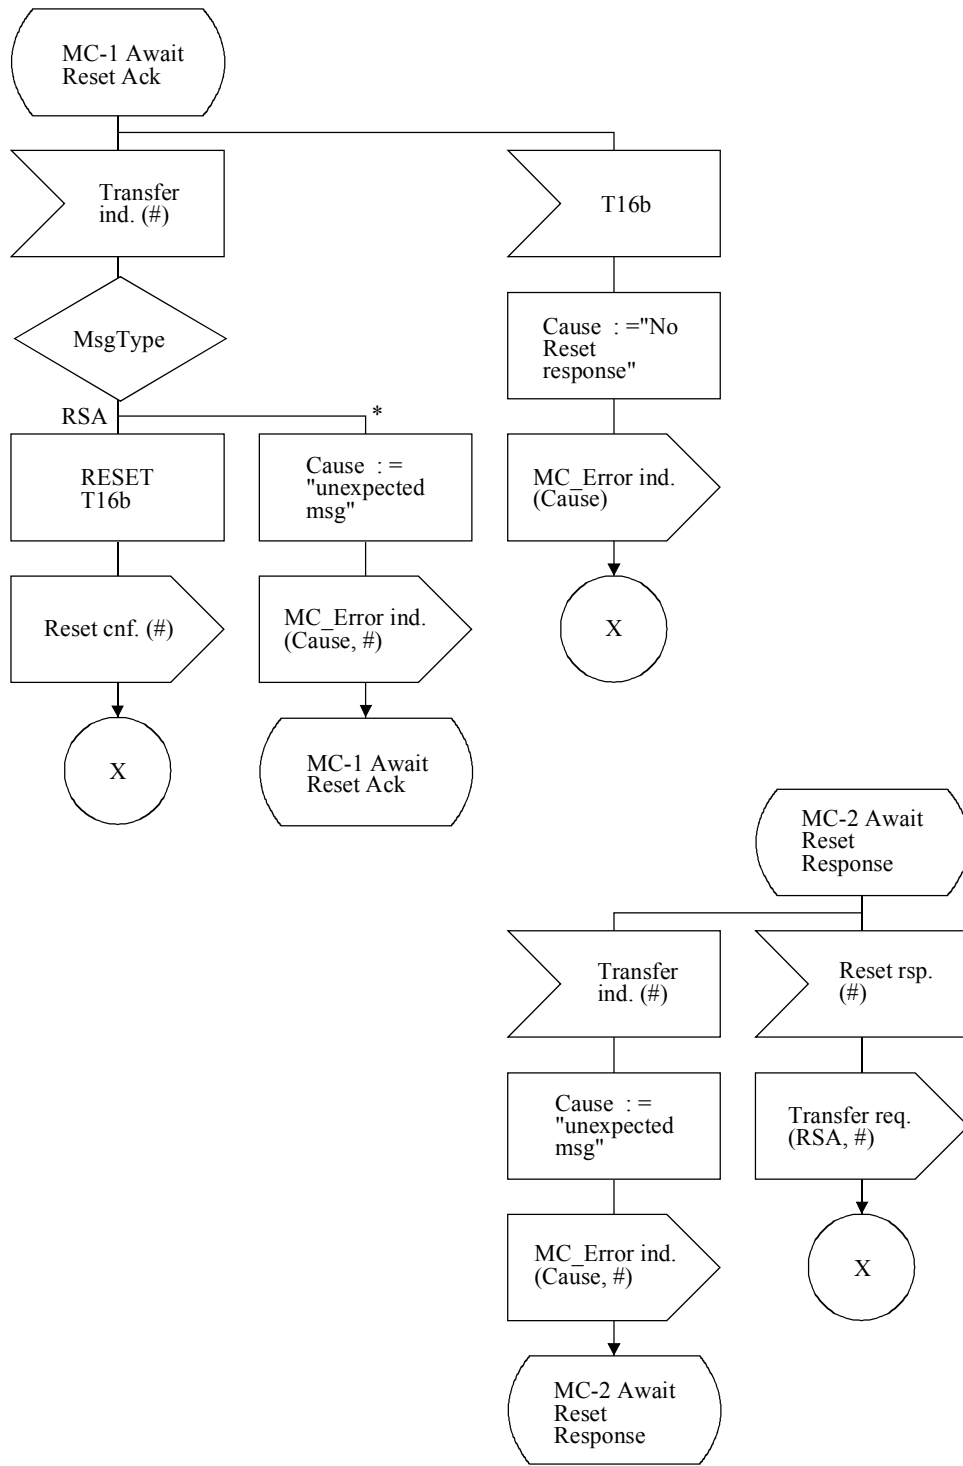 MC-1 Await
Reset Ack
Transfer
ind. (#)
T16b
MsgType
Cause : ="No
Reset
response"
RSA
*
RESET
T16b
Cause : =
"unexpected
msg"
MC_Error ind.
(Cause)
Reset cnf. (#)
MC_Error ind.
(Cause, #)
X
X
MC-1 Await
Reset Ack
MC-2 Await
Reset
Response
Transfer
ind. (#)
Reset rsp.
(#)
Cause : =
"unexpected
msg"
Transfer req.
(RSA, #)
MC_Error ind.
(Cause, #)
X
MC-2 Await
Reset
Response